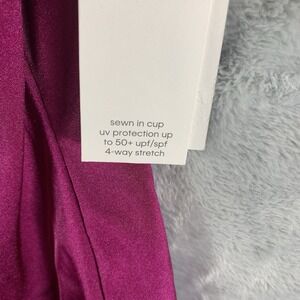 sewn in cup
uv protection up
to 50+ upf/spf
4-way stretch